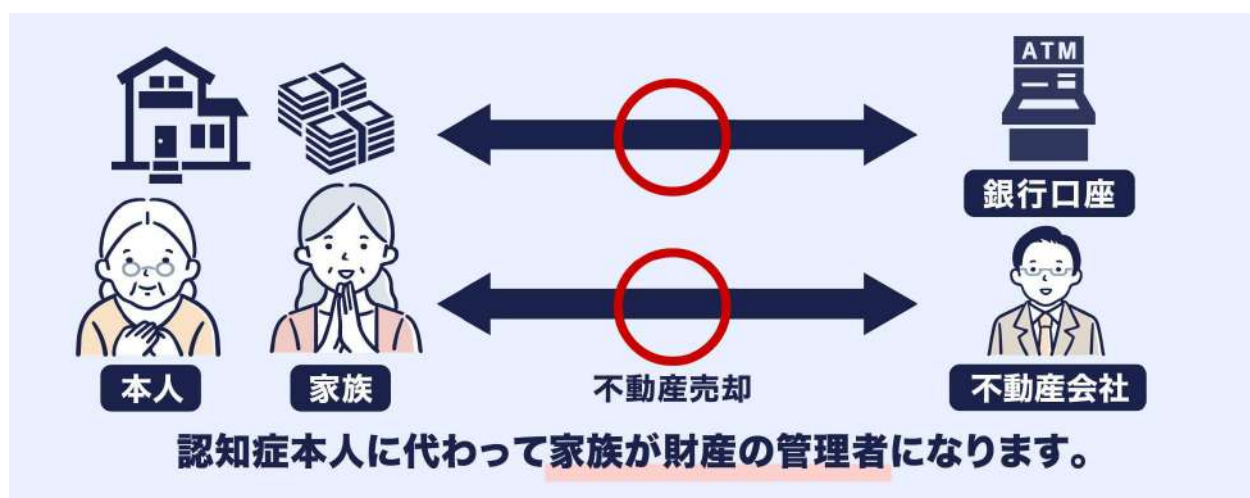 ATM
銀行口座
本人
家族
不動産売却
不動産会社
認知症本人に代わって家族が財産の管理者になります。